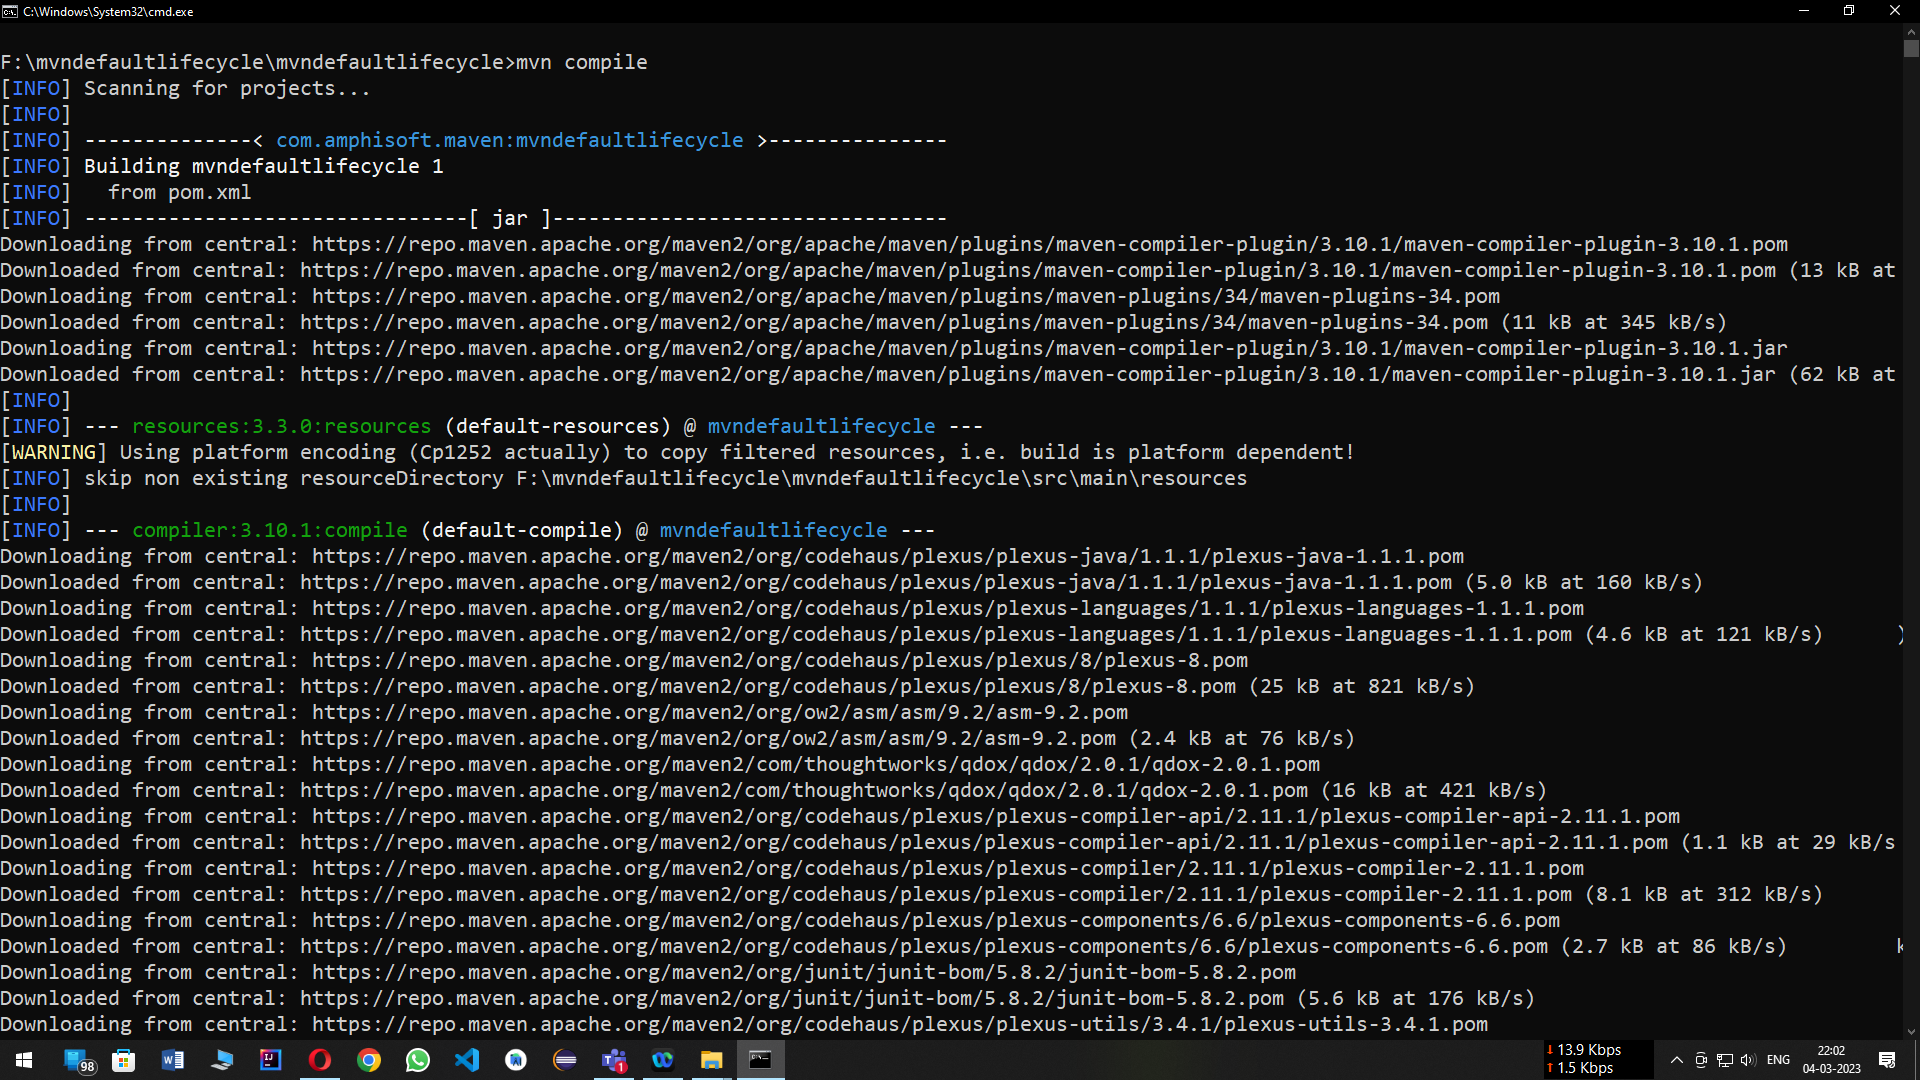 C:\Windows\System32\cmd.exe
F:\mvndefaultlifecycle\mvndefaultlifecycle>mvn compile
[INFO] Scanning for projects...
[INFO]
[INFO] --------------< com.amphisoft.maven:mvndefaultlifecycle >---------------
[INFO] Building mvndefaultlifecycle 1
[INFO]   from pom.xml
[INFO] --------------------------------[ jar ]---------------------------------
Downloading from central: https://repo.maven.apache.org/maven2/org/apache/maven/plugins/maven-compiler-plugin/3.10.1/maven-compiler-plugin-3.10.1.pom
Downloaded from central: https://repo.maven.apache.org/maven2/org/apache/maven/plugins/maven-compiler-plugin/3.10.1/maven-compiler-plugin-3.10.1.pom (13 kB at
Downloading from central: https://repo.maven.apache.org/maven2/org/apache/maven/plugins/maven-plugins/34/maven-plugins-34.pom
Downloaded from central: https://repo.maven.apache.org/maven2/org/apache/maven/plugins/maven-plugins/34/maven-plugins-34.pom (11 kB at 345 kB/s)
Downloading from central: https://repo.maven.apache.org/maven2/org/apache/maven/plugins/maven-compiler-plugin/3.10.1/maven-compiler-plugin-3.10.1.jar
Downloaded from central: https://repo.maven.apache.org/maven2/org/apache/maven/plugins/maven-compiler-plugin/3.10.1/maven-compiler-plugin-3.10.1.jar (62 kB at
[INFO]
[INFO] --- resources:3.3.0:resources (default-resources) @ mvndefaultlifecycle ---
[WARNING] Using platform encoding (Cp1252 actually) to copy filtered resources, i.e. build is platform dependent!
[INFO] skip non existing resourceDirectory F:\mvndefaultlifecycle\mvndefaultlifecycle\src\main\resources
[INFO]
[INFO] --- compiler:3.10.1:compile (default-compile) @ mvndefaultlifecycle ---
Downloading from central: https://repo.maven.apache.org/maven2/org/codehaus/plexus/plexus-java/1.1.1/plexus-java-1.1.1.pom
Downloaded from central: https://repo.maven.apache.org/maven2/org/codehaus/plexus/plexus-java/1.1.1/plexus-java-1.1.1.pom (5.0 kB at 160 kB/s)
Downloading from central: https://repo.maven.apache.org/maven2/org/codehaus/plexus/plexus-languages/1.1.1/plexus-languages-1.1.1.pom
Downloaded from central: https://repo.maven.apache.org/maven2/org/codehaus/plexus/plexus-languages/1.1.1/plexus-languages-1.1.1.pom (4.6 kB at 121 kB/s)      )
Downloading from central: https://repo.maven.apache.org/maven2/org/codehaus/plexus/plexus/8/plexus-8.pom
Downloaded from central: https://repo.maven.apache.org/maven2/org/codehaus/plexus/plexus/8/plexus-8.pom (25 kB at 821 kB/s)
Downloading from central: https://repo.maven.apache.org/maven2/org/ow2/asm/asm/9.2/asm-9.2.pom
Downloaded from central: https://repo.maven.apache.org/maven2/org/ow2/asm/asm/9.2/asm-9.2.pom (2.4 kB at 76 kB/s)
Downloading from central: https://repo.maven.apache.org/maven2/com/thoughtworks/qdox/qdox/2.0.1/qdox-2.0.1.pom
Downloaded from central: https://repo.maven.apache.org/maven2/com/thoughtworks/qdox/qdox/2.0.1/qdox-2.0.1.pom (16 kB at 421 kB/s)
Downloading from central: https://repo.maven.apache.org/maven2/org/codehaus/plexus/plexus-compiler-api/2.11.1/plexus-compiler-api-2.11.1.pom
Downloaded from central: https://repo.maven.apache.org/maven2/org/codehaus/plexus/plexus-compiler-api/2.11.1/plexus-compiler-api-2.11.1.pom (1.1 kB at 29 kB/s
Downloading from central: https://repo.maven.apache.org/maven2/org/codehaus/plexus/plexus-compiler/2.11.1/plexus-compiler-2.11.1.pom
Downloaded from central: https://repo.maven.apache.org/maven2/org/codehaus/plexus/plexus-compiler/2.11.1/plexus-compiler-2.11.1.pom (8.1 kB at 312 kB/s)
Downloading from central: https://repo.maven.apache.org/maven2/org/codehaus/plexus/plexus-components/6.6/plexus-components-6.6.pom
Downloaded from central: https://repo.maven.apache.org/maven2/org/codehaus/plexus/plexus-components/6.6/plexus-components-6.6.pom (2.7 kB at 86 kB/s)         k
Downloading from central: https://repo.maven.apache.org/maven2/org/junit/junit-bom/5.8.2/junit-bom-5.8.2.pom
Downloaded from central: https://repo.maven.apache.org/maven2/org/junit/junit-bom/5.8.2/junit-bom-5.8.2.pom (5.6 kB at 176 kB/s)
Downloading from central: https://repo.maven.apache.org/maven2/org/codehaus/plexus/plexus-utils/3.4.1/plexus-utils-3.4.1.pom
98
1
↓ 13.9 Kbps
↑ 1.5 Kbps
ENG
22:02
04-03-2023